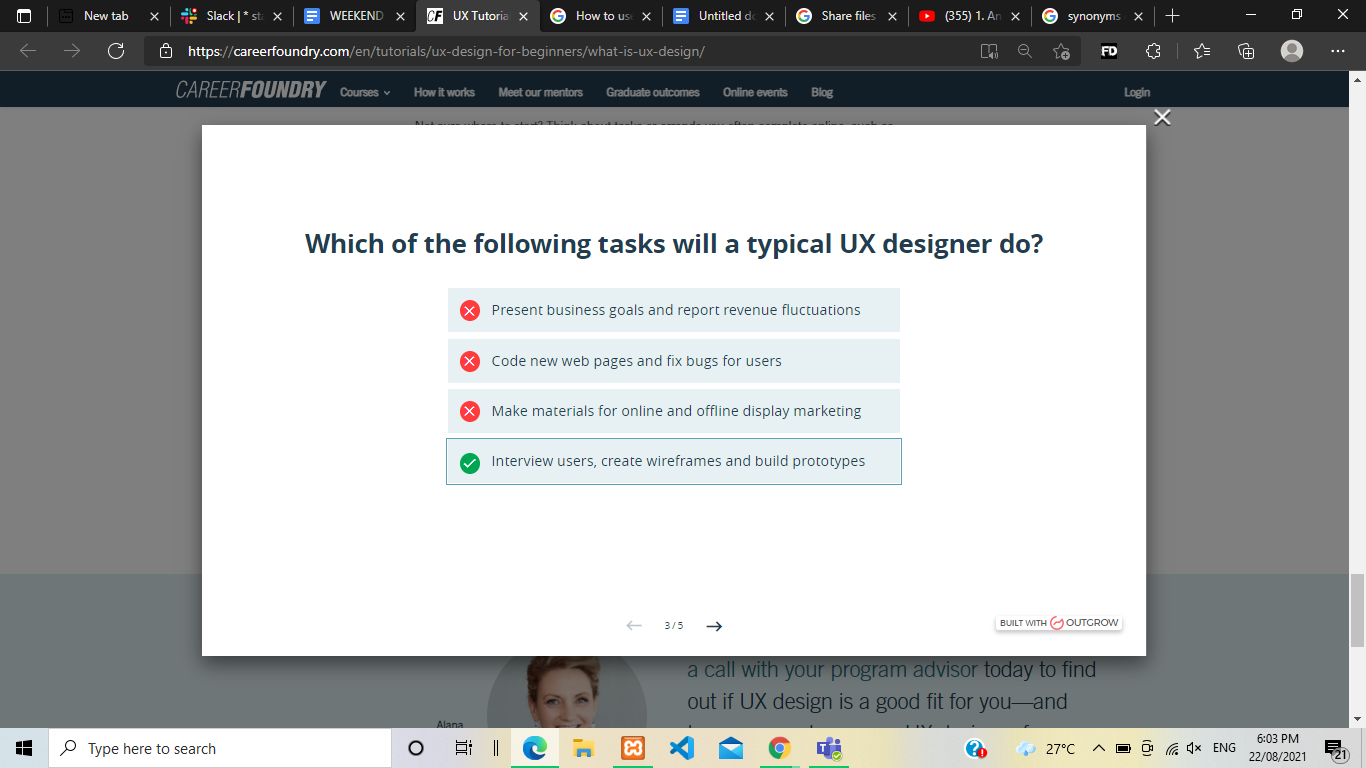 New tab
Slack | * sta
WEEKEND
UX Tutoria
How to use
Untitled do
Share files
(355) 1. An
synonyms
https://careerfoundry.com/en/tutorials/ux-design-for-beginners/what-is-ux-design/
FD
CAREERFOUNDRY Courses How it works Meet our mentors Graduate outcomes Online events Blog Login
Which of the following tasks will a typical UX designer do?
Present business goals and report revenue fluctuations
Code new web pages and fix bugs for users
Make materials for online and offline display marketing
Interview users, create wireframes and build prototypes
3 / 5
BUILT WITH OUTGROW
a call with your program advisor today to find
out if UX design is a good fit for you—and
Alana
Type here to search
27°C
ENG
6:03 PM
22/08/2021
21